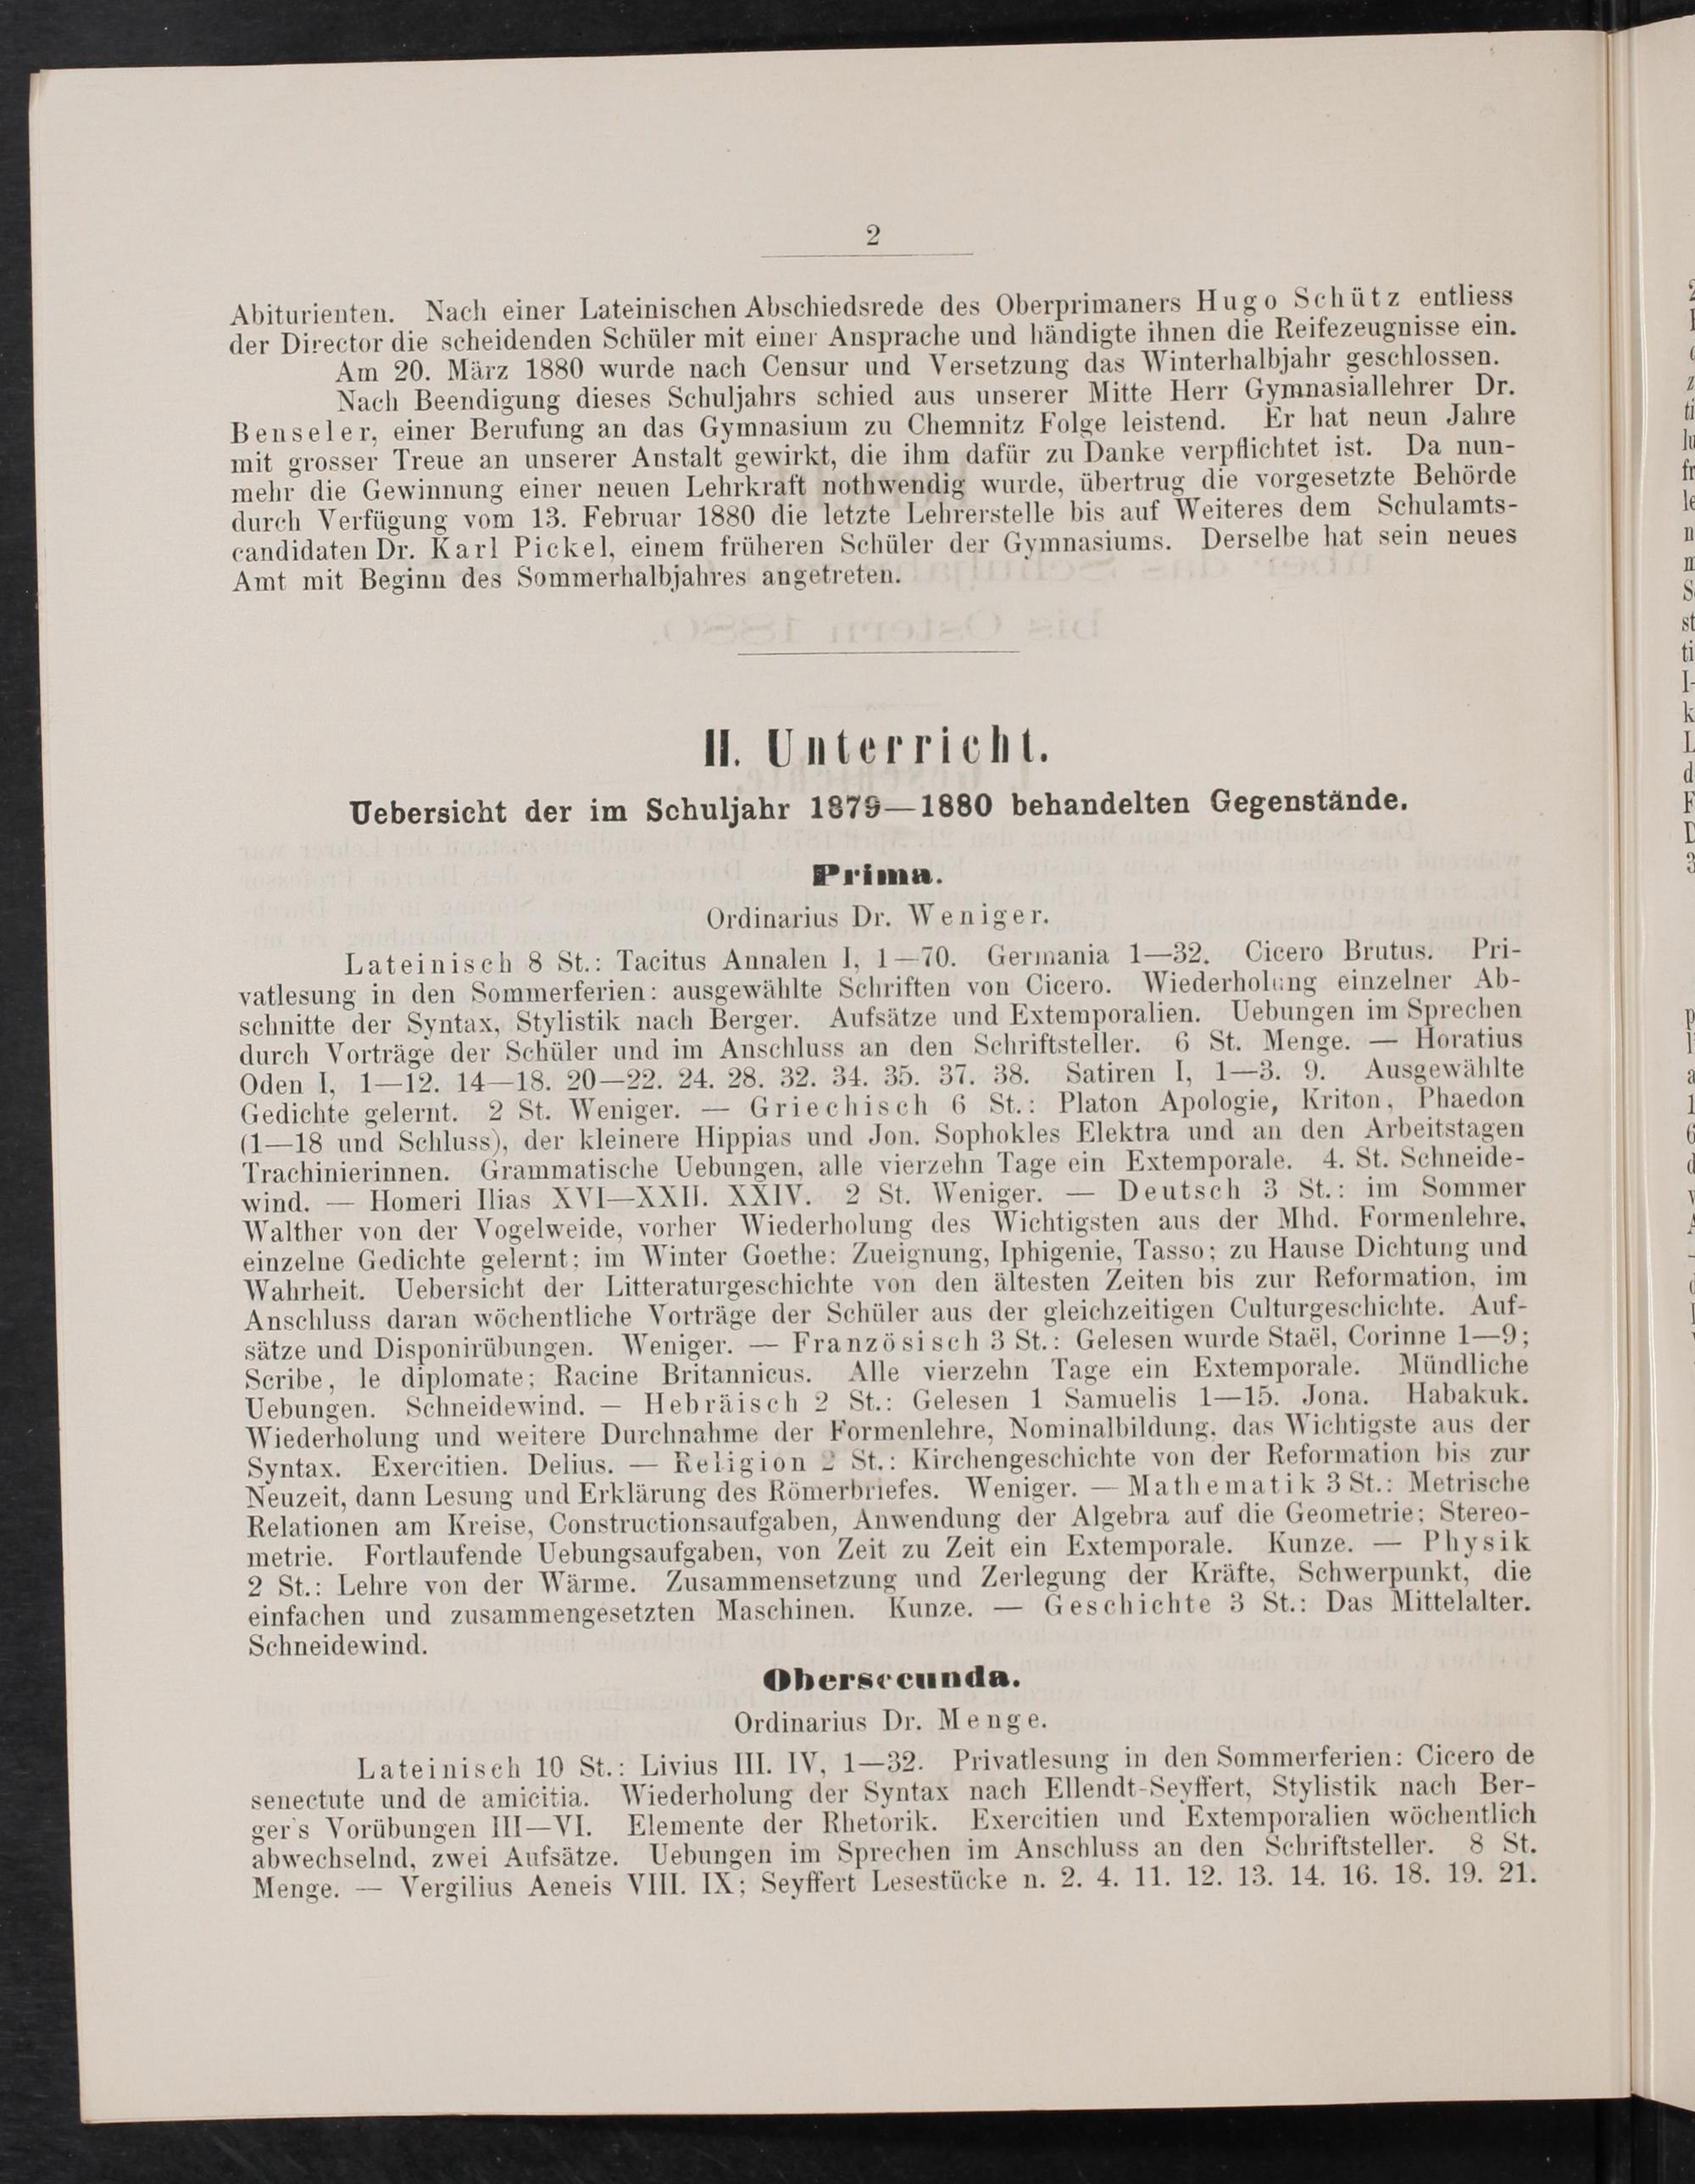 2
Abiturienten. Nach einer Lateinischen Abschiedsrede des Oberprimaners Hugo Schütz entliess
der Director die scheidenden Schüler mit einer Ansprache und händigte ihnen die Reifezeugnisse ein.
Am 20. März 1880 wurde nach Censur und Versetzung das Winterhalbjahr geschlossen.
Nach Beendigung dieses Schuljahrs schied aus unserer Mitte Herr Gymnasiallehrer Dr.
Benseler, einer Berufung an das Gymnasium zu Chemnitz Folge leistend. Er hat neun Jahre
mit grosser Treue an unserer Anstalt gewirkt, die ihm dafür zu Danke verpflichtet ist. Da nun-
mehr die Gewinnung einer neuen Lehrkraft nothwendig wurde, übertrug die vorgesetzte Behörde
durch Verfügung vom 13. Februar 1880 die letzte Lehrerstelle bis auf Weiteres dem Schulamts-
candidaten Dr. Karl Pickel, einem früheren Schüler der Gymnasiums. Derselbe hat sein neues
Amt mit Beginn des Sommerhalbjahres angetreten.
II. Unterricht.
Uebersicht der im Schuljahr 1879—1880 behandelten Gegenstände.
Prima.
Ordinarius Dr. Weniger.
Lateinisch 8 St.: Tacitus Annalen I, 1—70. Germania 1—32. Cicero Brutus. Pri-
vatlesung in den Sommerferien: ausgewählte Schriften von Cicero. Wiederholung einzelner Ab-
schnitte der Syntax, Stylistik nach Berger. Aufsätze und Extemporalien. Uebungen im Sprechen
durch Vorträge der Schüler und im Anschluss an den Schriftsteller. 6 St. Menge. — Horatius
Oden I, 1—12. 14—18. 20—22. 24. 28. 32. 34. 35. 37. 38. Satiren I, 1—3. 9. Ausgewählte
Gedichte gelernt. 2 St. Weniger. — Griechisch 6 St.: Platon Apologie, Kriton, Phaedon
(1—18 und Schluss), der kleinere Hippias und Jon. Sophokles Elektra und an den Arbeitstagen
Trachinierinnen. Grammatische Uebungen, alle vierzehn Tage ein Extemporale. 4. St. Schneide-
wind. — Homeri Ilias XVI—XXII. XXIV. 2 St. Weniger. — Deutsch 3 St.: im Sommer
Walther von der Vogelweide, vorher Wiederholung des Wichtigsten aus der Mhd. Formenlehre,
einzelne Gedichte gelernt; im Winter Goethe: Zueignung, Iphigenie, Tasso; zu Hause Dichtung und
Wahrheit. Uebersicht der Litteraturgeschichte von den ältesten Zeiten bis zur Reformation, im
Anschluss daran wöchentliche Vorträge der Schüler aus der gleichzeitigen Culturgeschichte. Auf-
sätze und Disponirübungen. Weniger. — Französisch 3 St.: Gelesen wurde Staël, Corinne 1—9;
Scribe, le diplomate; Racine Britannicus. Alle vierzehn Tage ein Extemporale. Mündliche
Uebungen. Schneidewind. — Hebräisch 2 St.: Gelesen 1 Samuelis 1—15. Jona. Habakuk.
Wiederholung und weitere Durchnahme der Formenlehre, Nominalbildung, das Wichtigste aus der
Syntax. Exercitien. Delius. — Religion 2 St.: Kirchengeschichte von der Reformation bis zur
Neuzeit, dann Lesung und Erklärung des Römerbriefes. Weniger. — Mathematik 3 St.: Metrische
Relationen am Kreise, Constructionsaufgaben, Anwendung der Algebra auf die Geometrie; Stereo-
metrie. Fortlaufende Uebungsaufgaben, von Zeit zu Zeit ein Extemporale. Kunze. — Physik
2 St.: Lehre von der Wärme. Zusammensetzung und Zerlegung der Kräfte, Schwerpunkt, die
einfachen und zusammengesetzten Maschinen. Kunze. — Geschichte 3 St.: Das Mittelalter.
Schneidewind.
Obersecunda.
Ordinarius Dr. Menge.
Lateinisch 10 St.: Livius III. IV, 1—32. Privatlesung in den Sommerferien: Cicero de
senectute und de amicitia. Wiederholung der Syntax nach Ellendt-Seyffert, Stylistik nach Ber-
ger's Vorübungen III—VI. Elemente der Rhetorik. Exercitien und Extemporalien wöchentlich
abwechselnd, zwei Aufsätze. Uebungen im Sprechen im Anschluss an den Schriftsteller. 8 St.
Menge. — Vergilius Aeneis VIII. IX; Seyffert Lesestücke n. 2. 4. 11. 12. 13. 14. 16. 18. 19. 21.